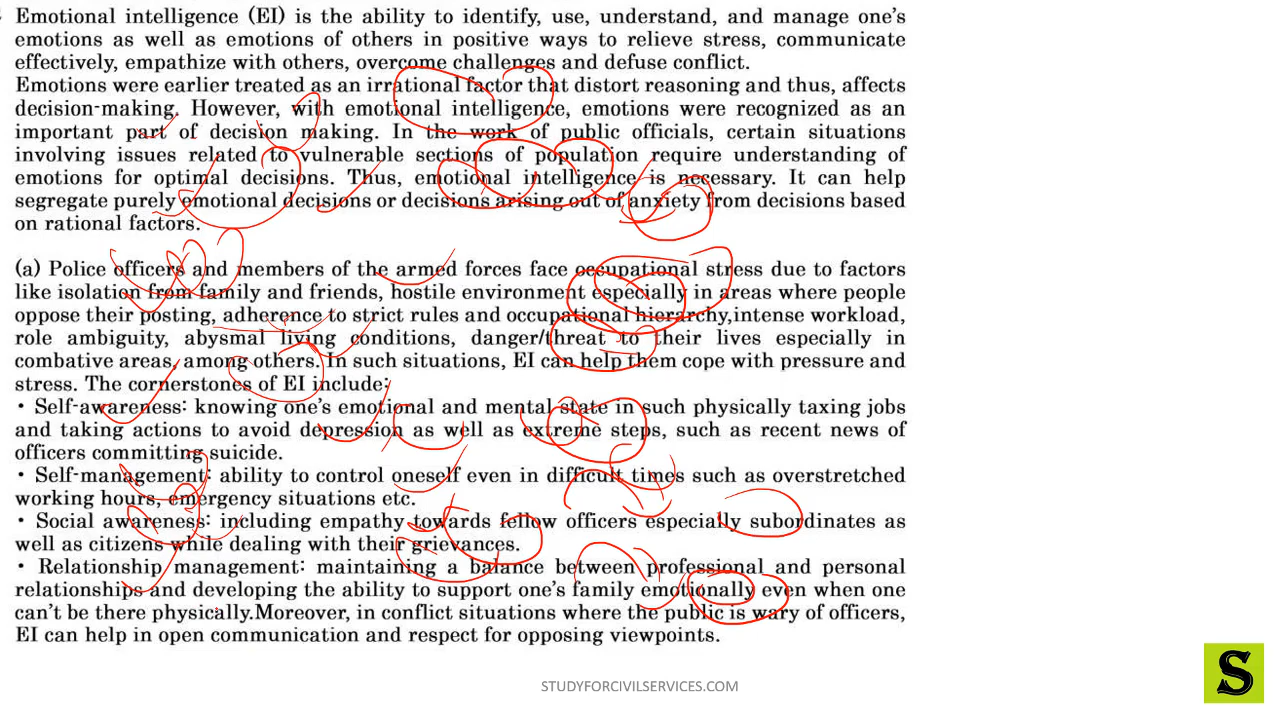 Emotional intelligence (EI) is the ability to identify, use, understand, and manage one's
emotions as well as emotions of others in positive ways to relieve stress, communicate
effectively, empathize with others, overcome challenges and defuse conflict.
Emotions were earlier treated as an irrational factor that distort reasoning and thus, affects
decision-making. However, with emotional intelligence, emotions were recognized as an
important part of decision making. In the work of public officials, certain situations
involving issues related to vulnerable sections of population require understanding of
emotions for optimal decisions. Thus, emotional intelligence is necessary. It can help
segregate purely emotional decisions or decisions arising out of anxiety from decisions based
on rational factors.
(a) Police officers and members of the armed forces face occupational stress due to factors
like isolation from family and friends, hostile environment especially in areas where people
oppose their posting, adherence to strict rules and occupational hierarchy,intense workload,
role ambiguity, abysmal living conditions, danger/threat to their lives especially in
combative areas, among others. In such situations, EI can help them cope with pressure and
stress. The cornerstones of EI include:
• Self-awareness: knowing one's emotional and mental state in such physically taxing jobs
and taking actions to avoid depression as well as extreme steps, such as recent news of
officers committing suicide.
• Self-management: ability to control oneself even in difficult times such as overstretched
working hours, emergency situations etc.
• Social awareness: including empathy towards fellow officers especially subordinates as
well as citizens while dealing with their grievances.
• Relationship management: maintaining a balance between professional and personal
relationships and developing the ability to support one's family emotionally even when one
can't be there physically.Moreover, in conflict situations where the public is wary of officers,
EI can help in open communication and respect for opposing viewpoints.
STUDYFORCIVILSERVICES.COM
S